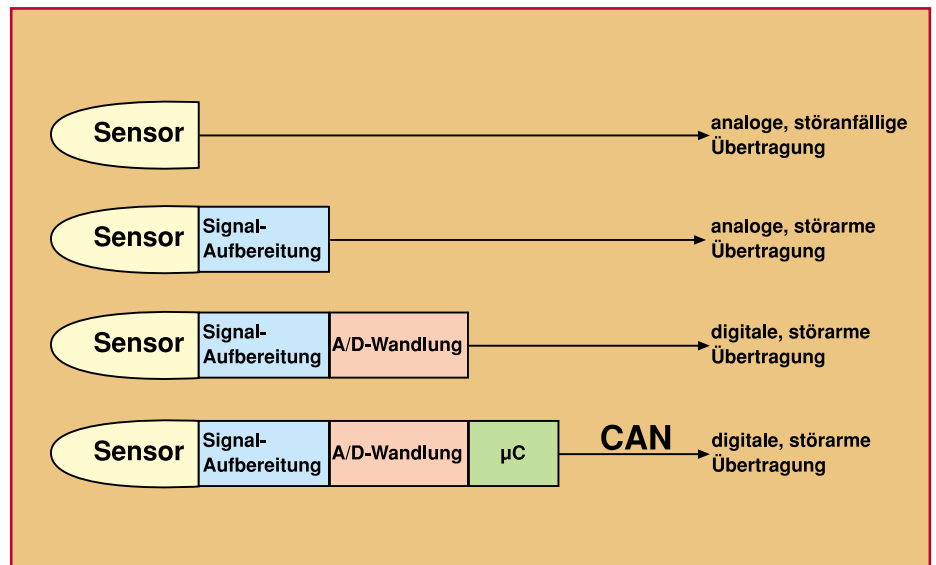 Sensor
analoge, störanfällige
Übertragung
Sensor
Signal-
Aufbereitung
analoge, störarme
Übertragung
Sensor
Signal-
Aufbereitung
A/D-Wandlung
digitale, störarme
Übertragung
Sensor
Signal-
Aufbereitung
A/D-Wandlung
µC
CAN
digitale, störarme
Übertragung